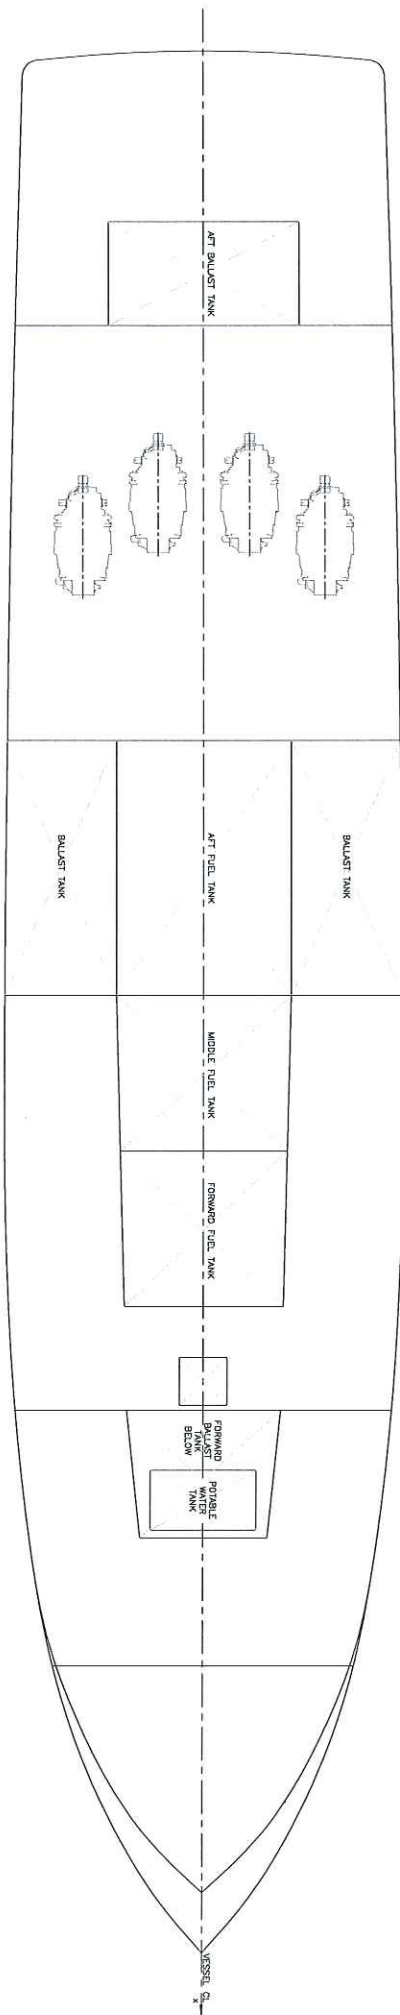 AFT BALLAST TANK
BALLAST TANK
AFT FUEL TANK
BALLAST TANK
MIDDLE FUEL TANK
FORWARD FUEL TANK
FORWARD
BALLAST
TANK
BELOW
POTABLE
WATER
TANK
VESSEL CL
x